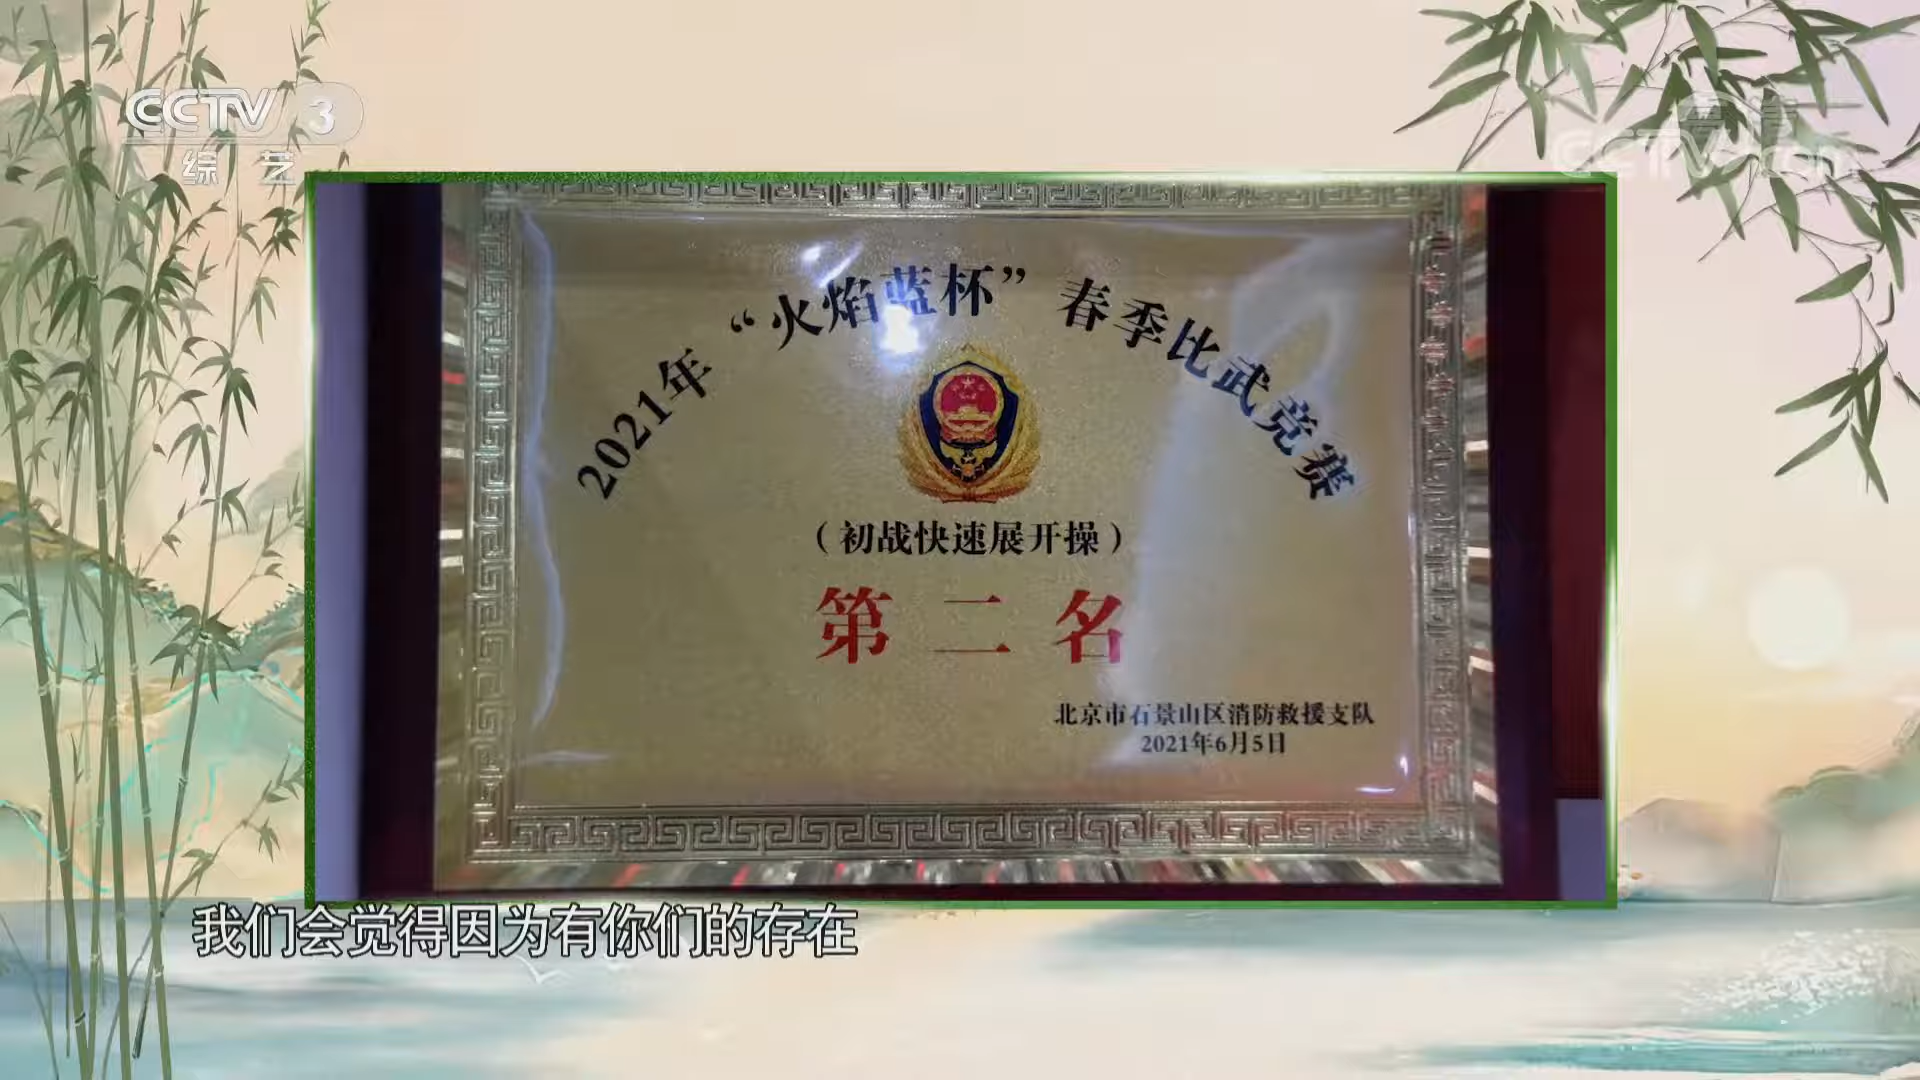 CCTV 3
综艺
CCTV.com
2021年“火焰蓝杯”春季比武竞赛
（初战快速展开操）
第二名
北京市石景山区消防救援支队
2021年6月5日
我们会觉得因为有你们的存在